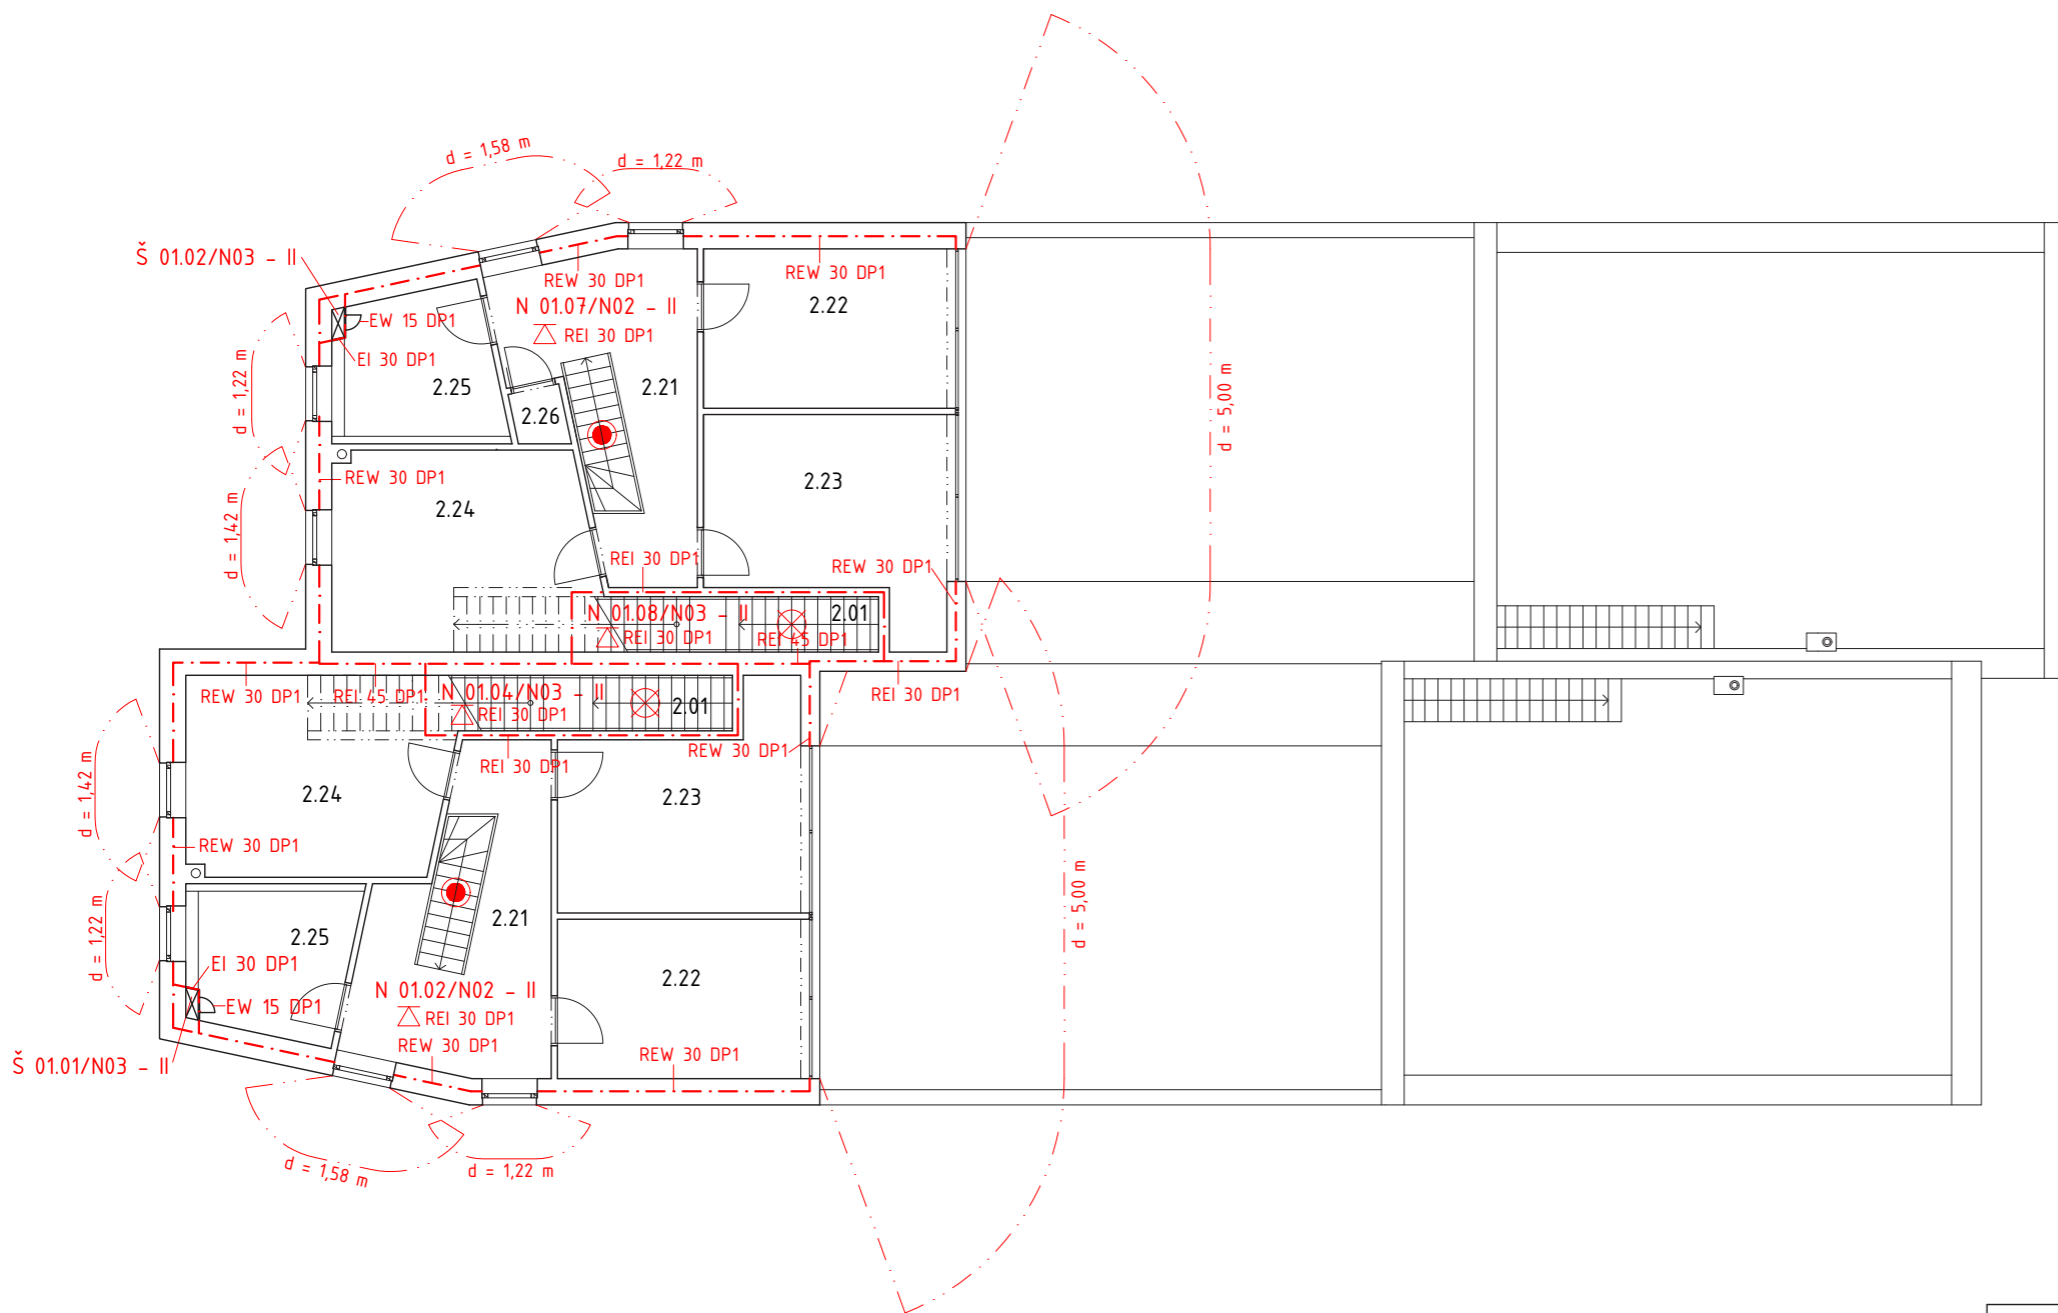 d = 1,58 m
d = 1,22 m
Š 01.02/N03 - II
REW 30 DP1
REW 30 DP1
N 01.07/N02 - II
2.22
EW 15 DP1
REI 30 DP1
EI 30 DP1
d = 1,22 m
2.25
2.21
2.26
d = 5,00 m
REW 30 DP1
2.23
2.24
d = 1,42 m
REI 30 DP1
REW 30 DP1
N 01.08/N03 - II
2.01
REI 30 DP1
REI 45 DP1
REW 30 DP1
REI 45 DP1
N 01.04/N03 - II
2.01
REI 30 DP1
REI 30 DP1
REW 30 DP1
REI 30 DP1
d = 1,42 m
2.24
2.23
REW 30 DP1
d = 5,00 m
d = 1,22 m
2.21
2.25
EI 30 DP1
2.22
N 01.02/N02 - II
EW 15 DP1
REI 30 DP1
REW 30 DP1
REW 30 DP1
Š 01.01/N03 - II
d = 1,58 m
d = 1,22 m